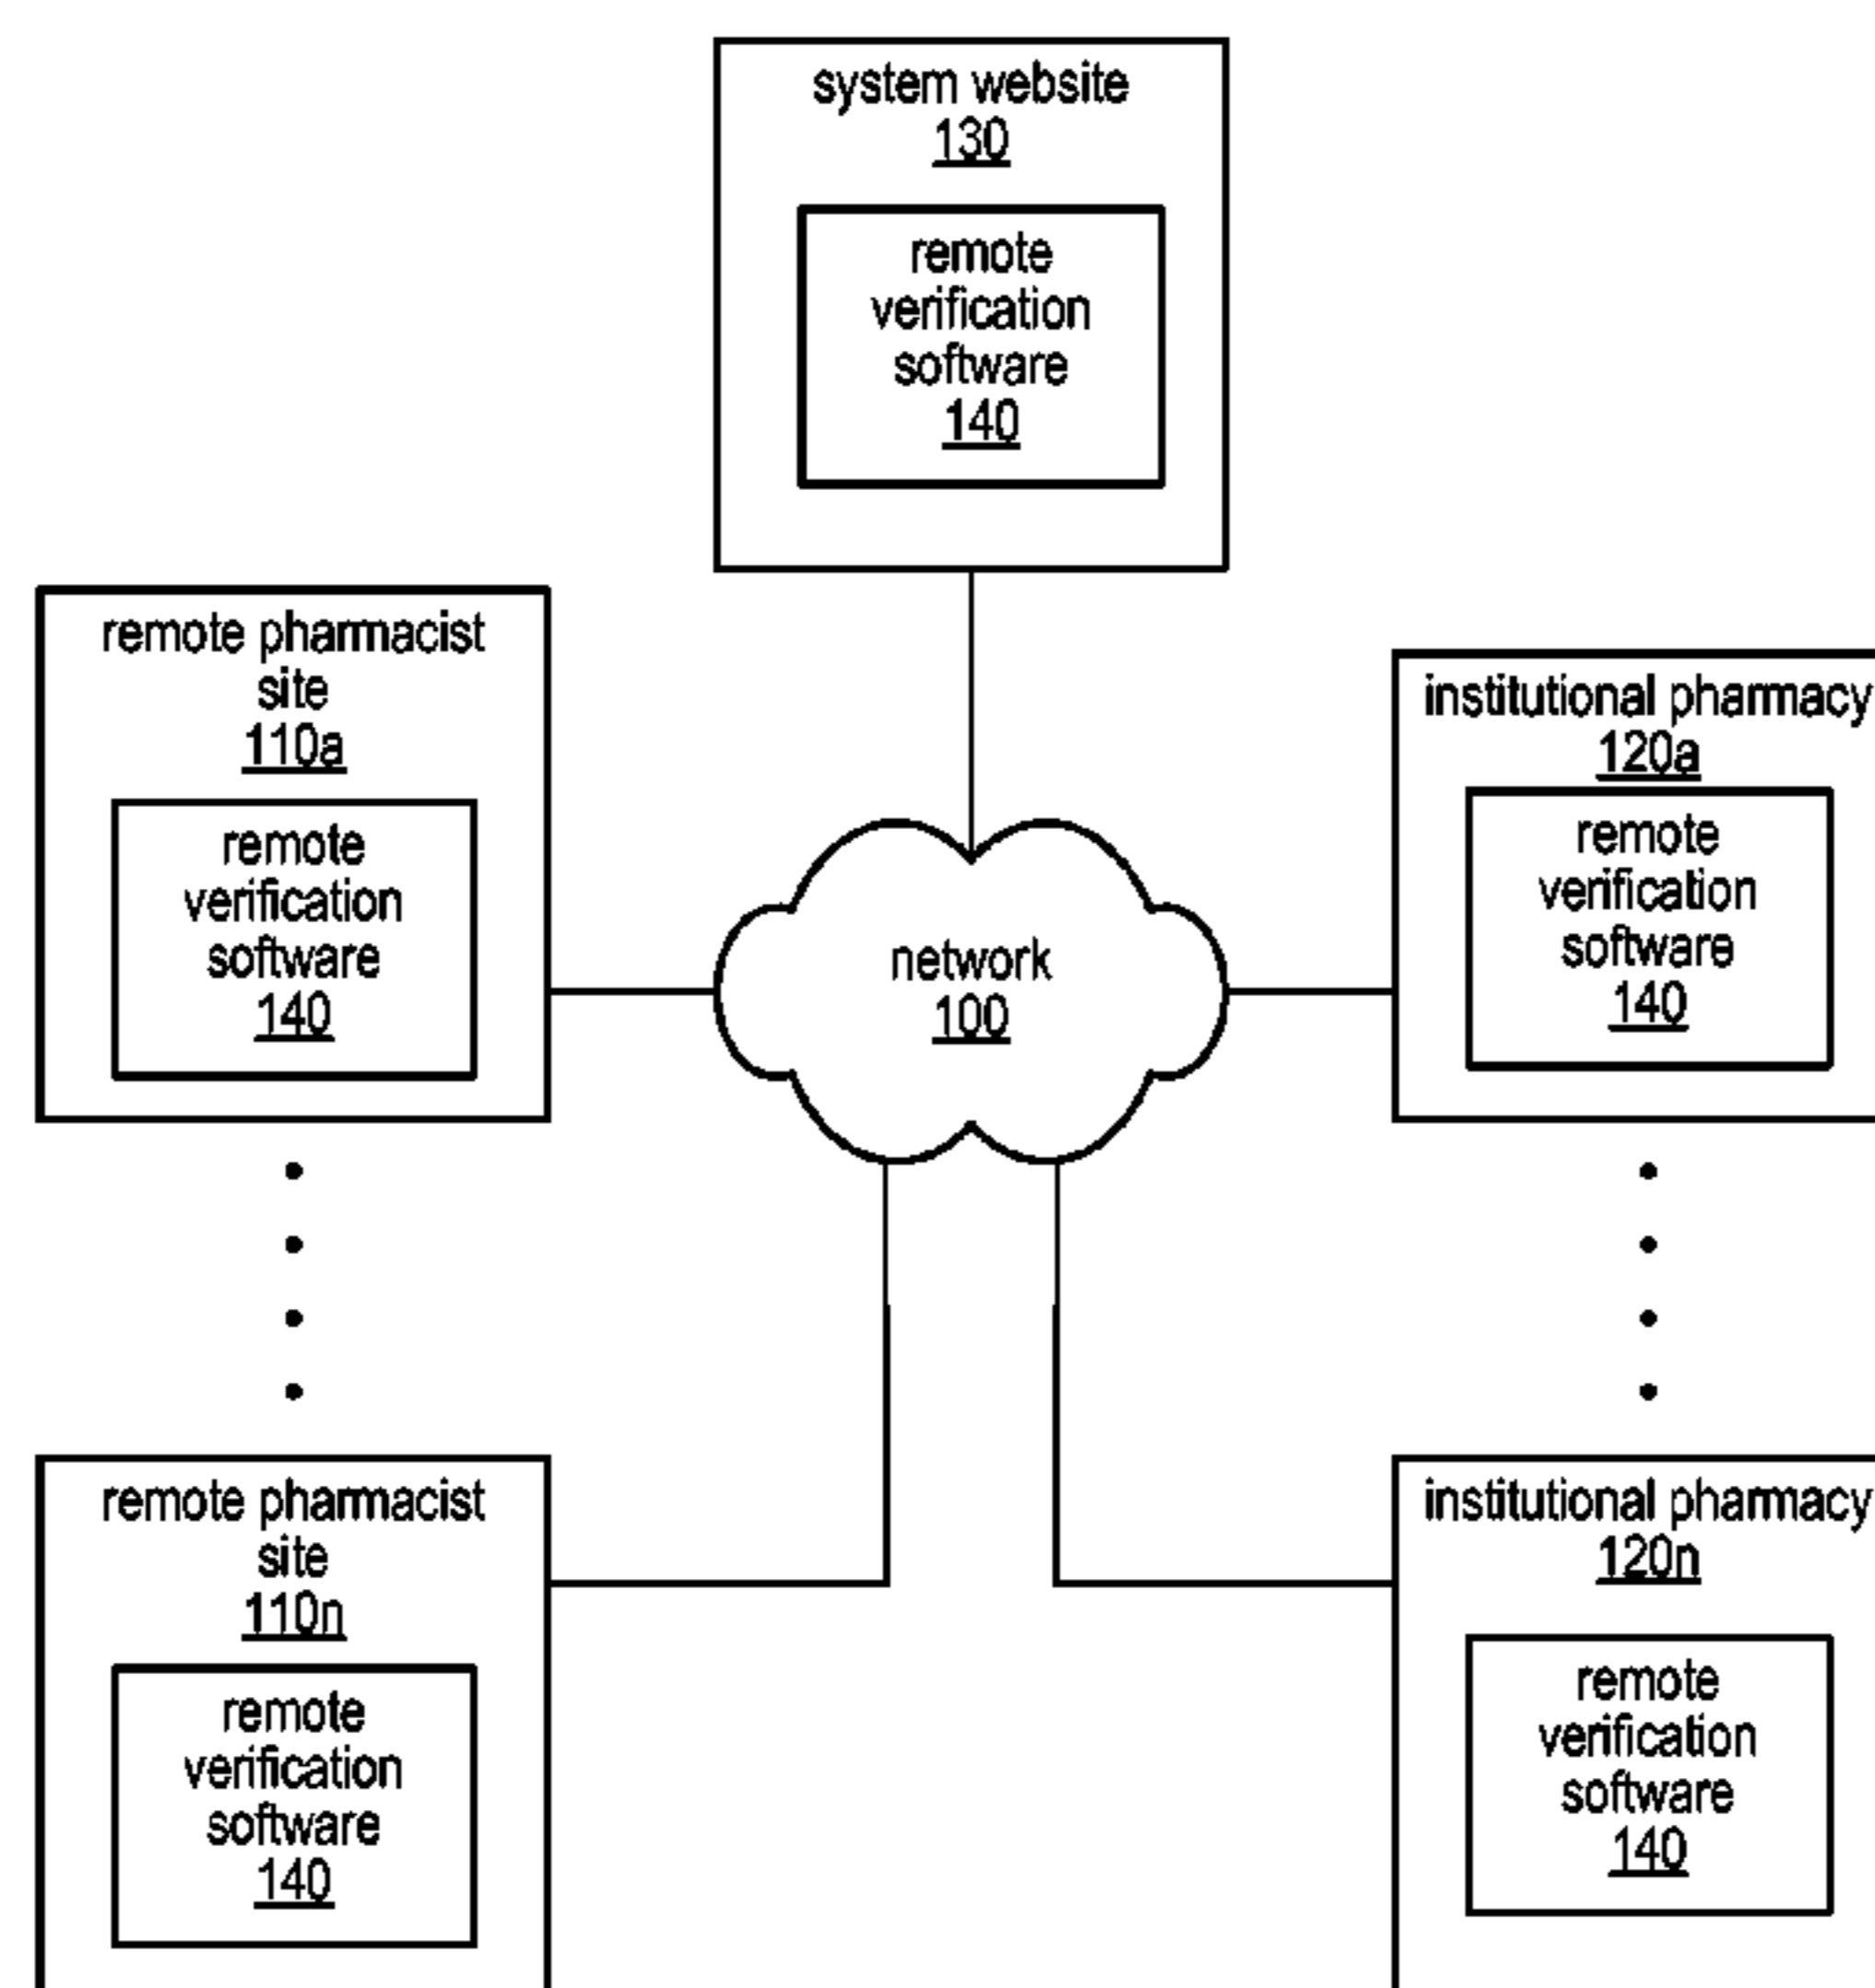 system website
130
remote
verification
software
140
remote pharmacist
site
110a
remote
verification
software
140
network
100
institutional pharmacy
120a
remote
verification
software
140
remote pharmacist
site
110n
remote
verification
software
140
institutional pharmacy
120n
remote
verification
software
140